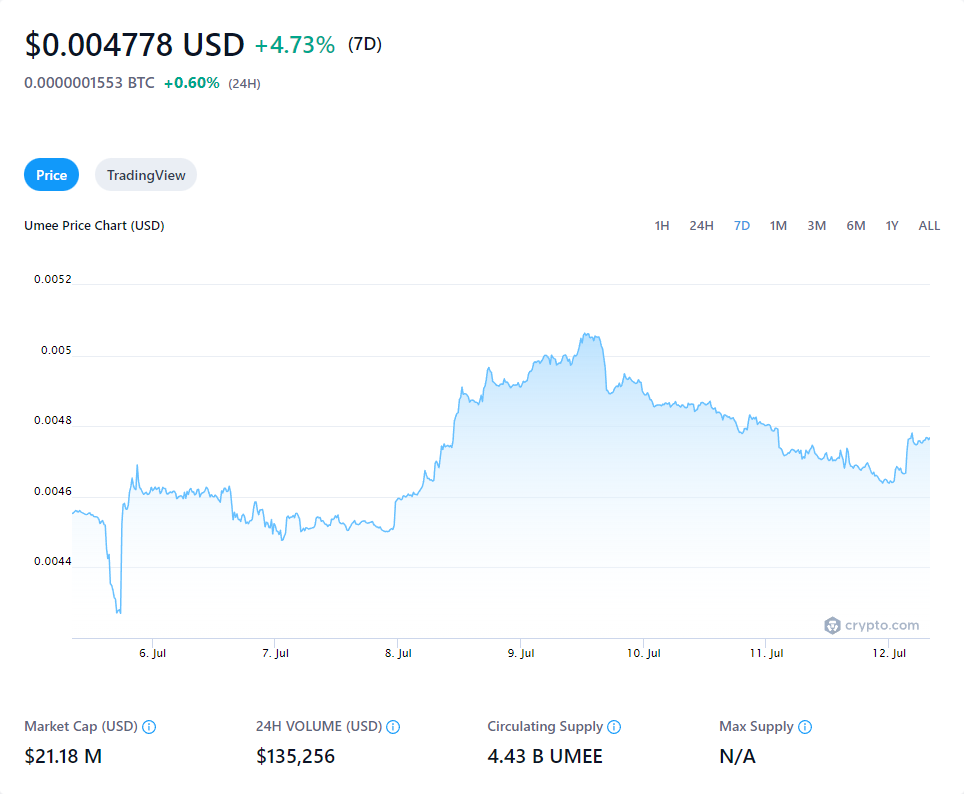 $0.004778 USD +4.73% (7D)
0.0000001553 BTC +0.60% (24H)
Price TradingView
Umee Price Chart (USD) 1H 24H 7D 1M 3M 6M 1Y ALL
0.0052
0.005
0.0048
0.0046
0.0044
crypto.com
6. Jul 7. Jul 8. Jul 9. Jul 10. Jul 11. Jul 12. Jul
Market Cap (USD) 24H VOLUME (USD) Circulating Supply Max Supply
$21.18 M $135,256 4.43 B UMEE N/A